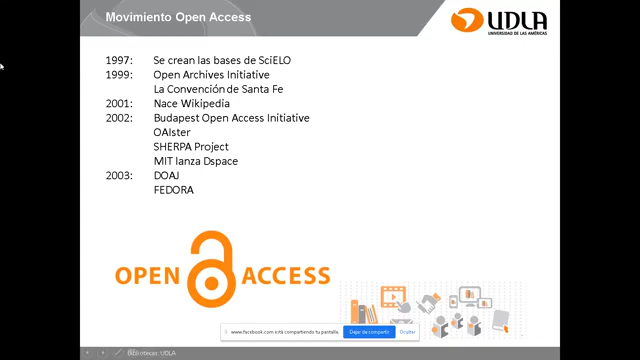 Movimiento Open Access
UDLA
UNIVERSIDAD DE LAS AMÉRICAS
1997: Se crean las bases de SciELO
1999: Open Archives Initiative
La Convención de Santa Fe
2001: Nace Wikipedia
2002: Budapest Open Access Initiative
OAIster
SHERPA Project
MIT lanza Dspace
2003: DOAJ
FEDORA
OPEN ACCESS
www.facebook.com está compartiendo tu pantalla.
Dejar de compartir
Ocultar
Bibliotecas UDLA